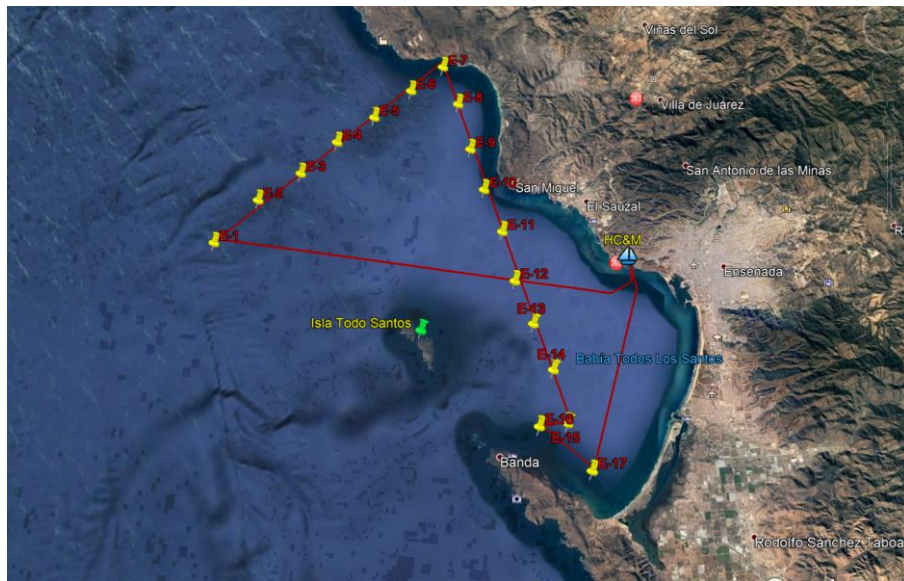 Viñas del Sol
E-7
E-6
E-8
Villa de Juárez
E-5
E-4
E-9
E-3
San Antonio de las Minas
E-10
San Miguel
E-2
El Sauzal
E-11
E-1
HC&M
E-12
Ensenada
E-13
Isla Todo Santos
E-14
Bahía Todos Los Santos
E-16
E-15
Banda
E-17
Rodolfo Sánchez Taboa